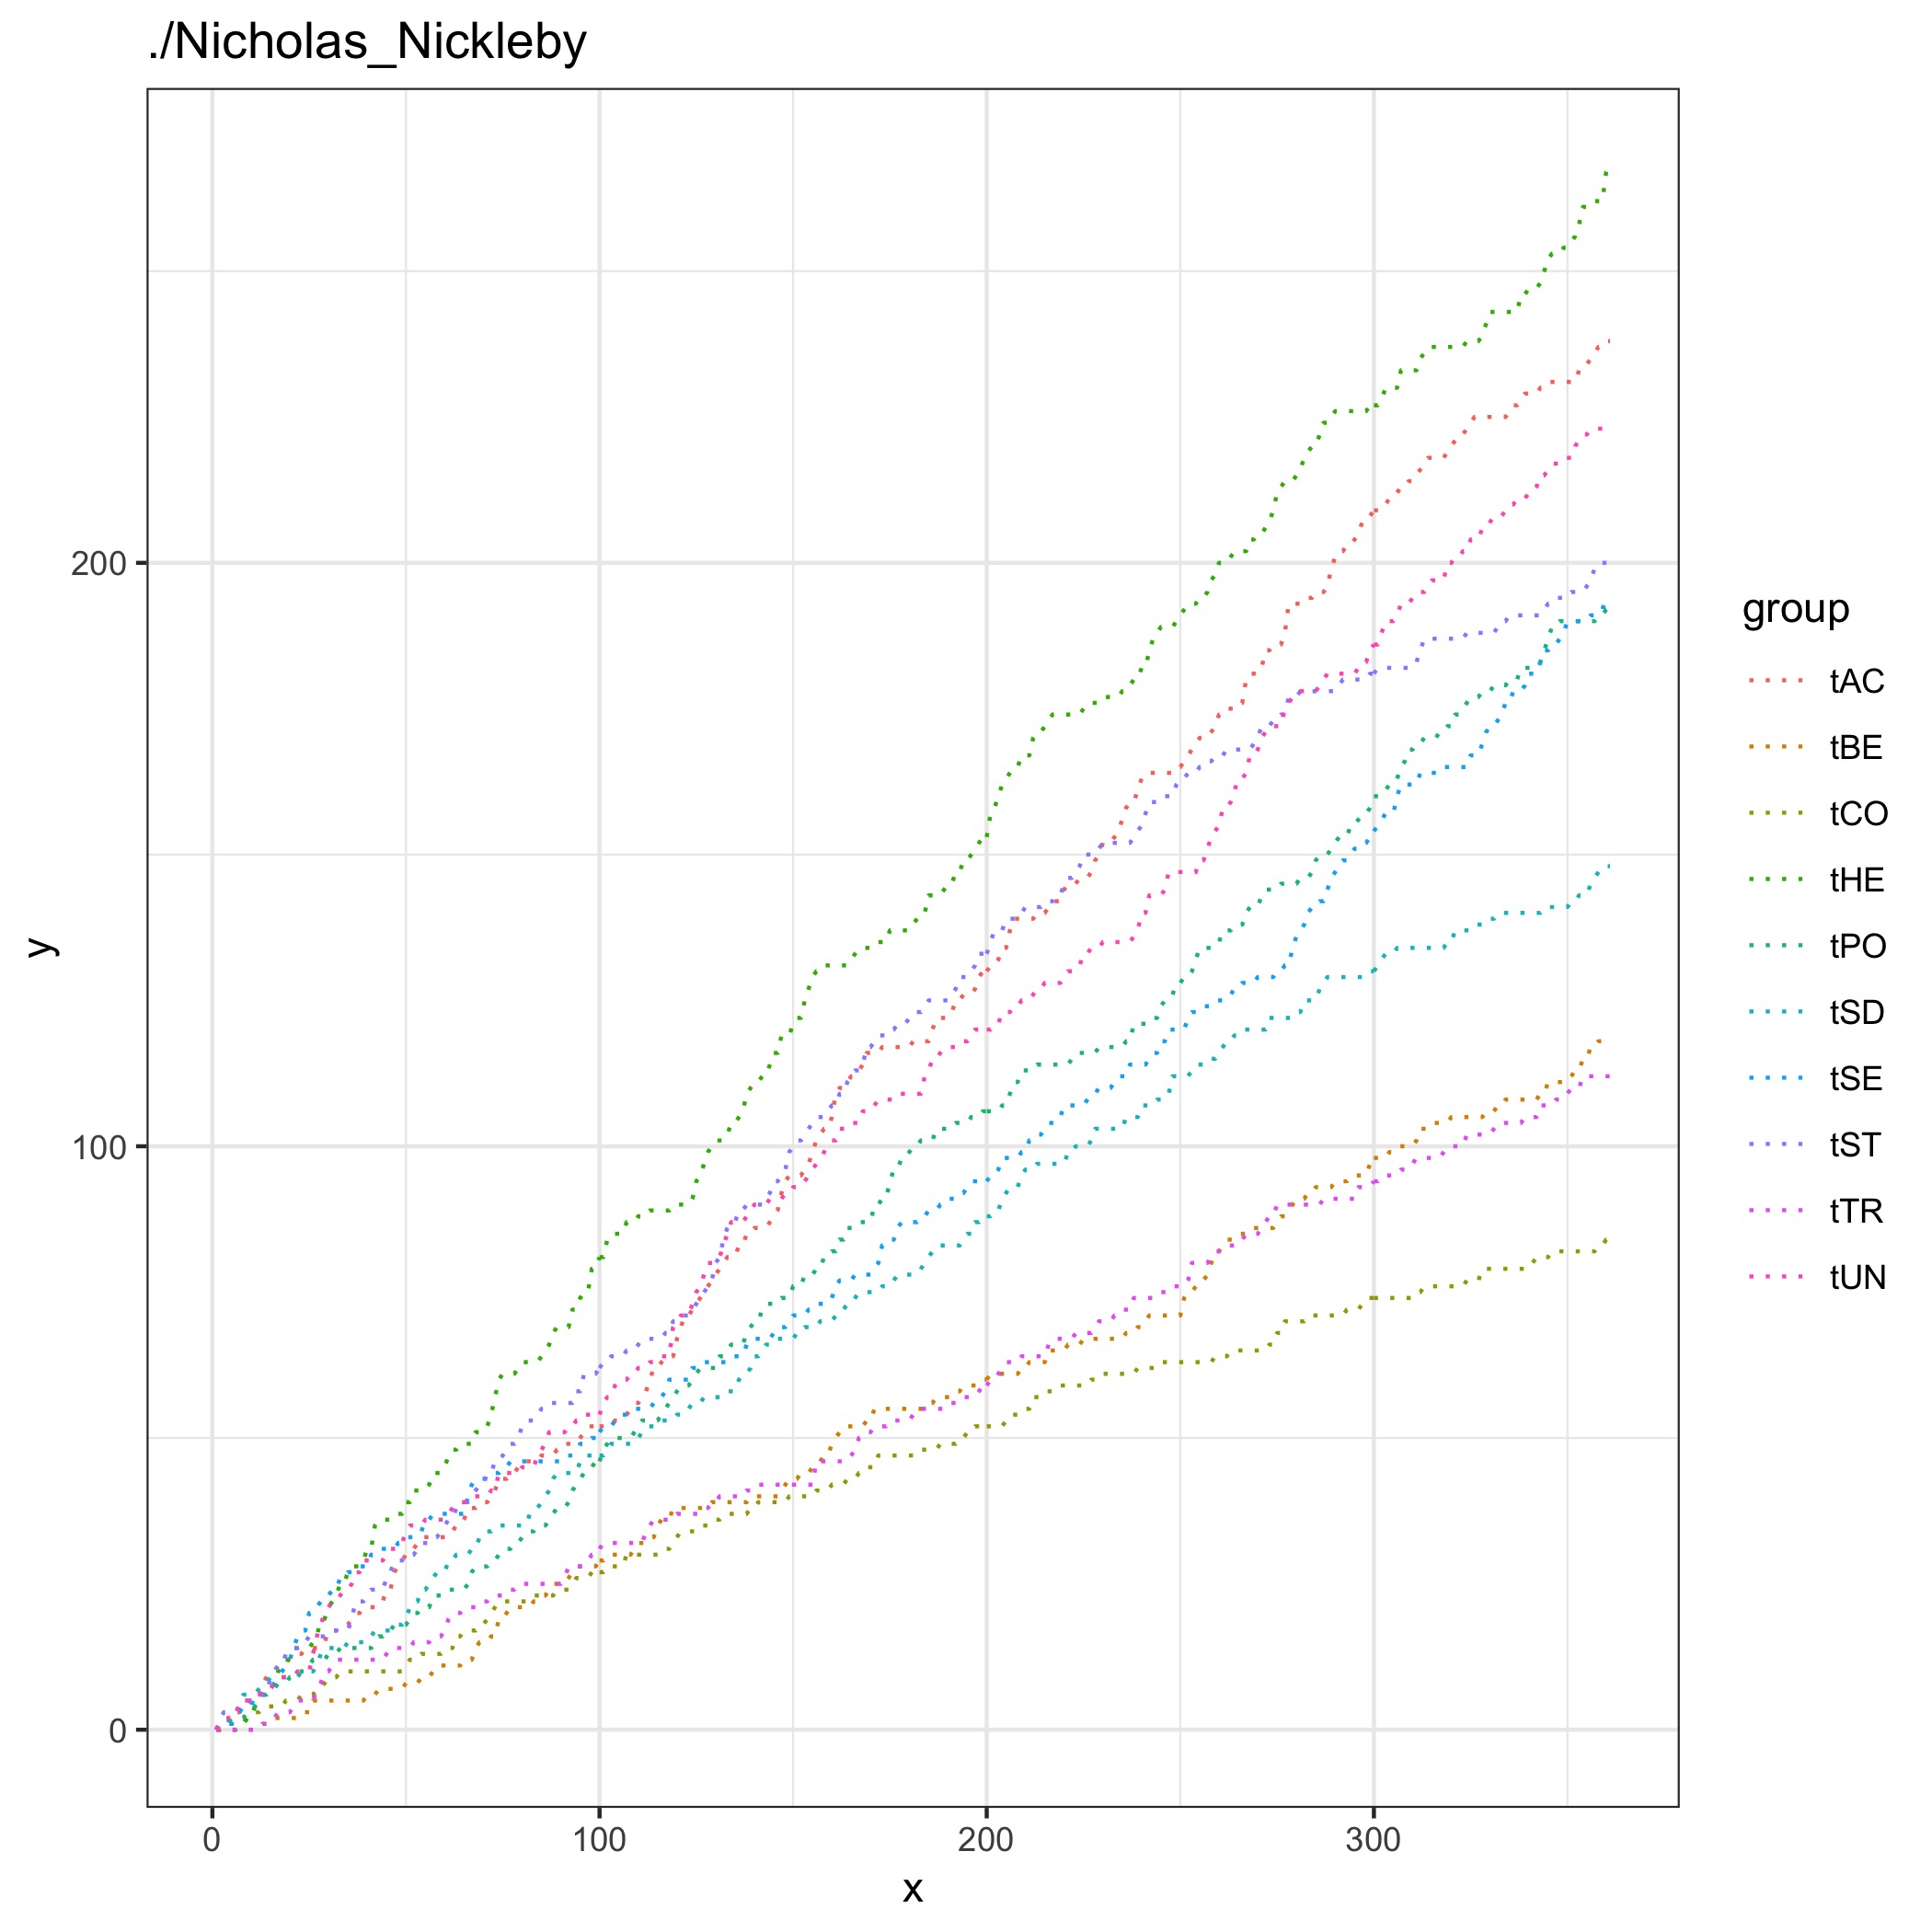 ./Nicholas_Nickleby
200
100
0
y
0 100 200 300
x
group
tAC
tBE
tCO
tHE
tPO
tSD
tSE
tST
tTR
tUN